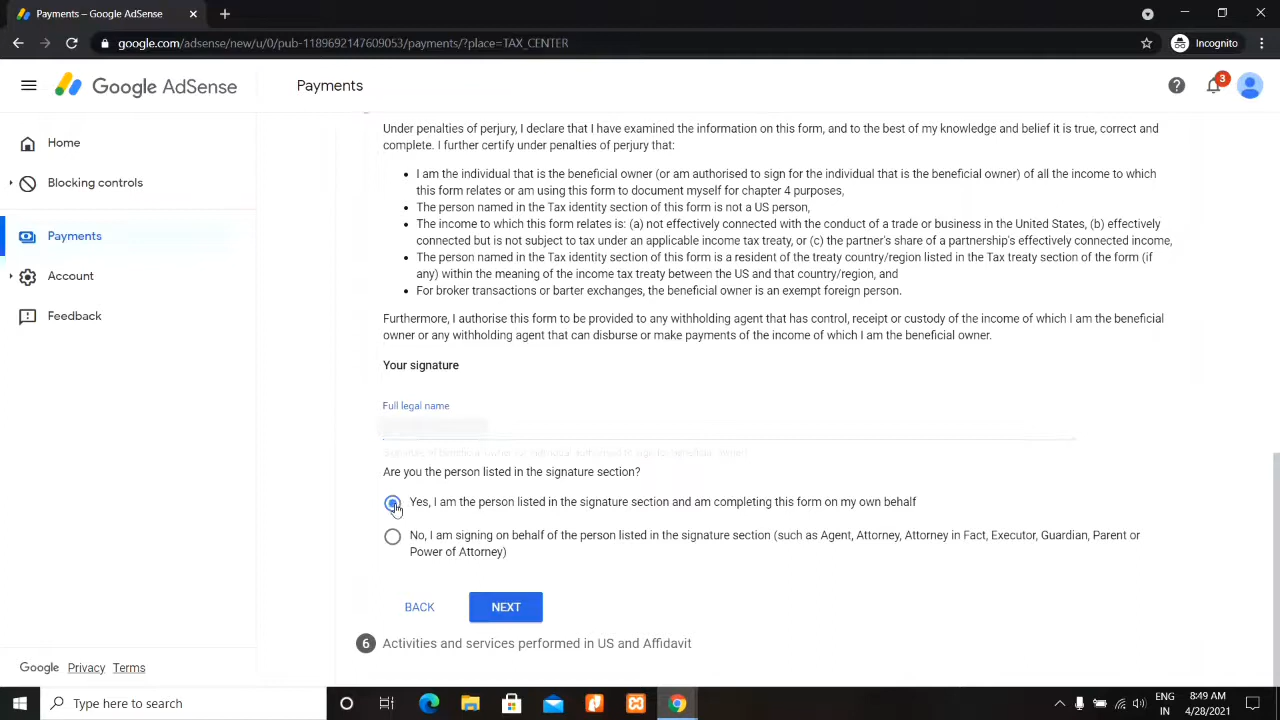 Payments – Google AdSense
google.com/adsense/new/u/0/pub-1189692147609053/payments/?place=TAX_CENTER
Incognito
Google AdSense
Payments
3
Home
Blocking controls
Payments
Account
Feedback
Google Privacy Terms
Under penalties of perjury, I declare that I have examined the information on this form, and to the best of my knowledge and belief it is true, correct and
complete. I further certify under penalties of perjury that:
• I am the individual that is the beneficial owner (or am authorised to sign for the individual that is the beneficial owner) of all the income to which
this form relates or am using this form to document myself for chapter 4 purposes,
• The person named in the Tax identity section of this form is not a US person,
• The income to which this form relates is: (a) not effectively connected with the conduct of a trade or business in the United States, (b) effectively
connected but is not subject to tax under an applicable income tax treaty, or (c) the partner's share of a partnership's effectively connected income,
• The person named in the Tax identity section of this form is a resident of the treaty country/region listed in the Tax treaty section of the form (if
any) within the meaning of the income tax treaty between the US and that country/region, and
• For broker transactions or barter exchanges, the beneficial owner is an exempt foreign person.
Furthermore, I authorise this form to be provided to any withholding agent that has control, receipt or custody of the income of which I am the beneficial
owner or any withholding agent that can disburse or make payments of the income of which I am the beneficial owner.
Your signature
Full legal name
Are you the person listed in the signature section?
Yes, I am the person listed in the signature section and am completing this form on my own behalf
No, I am signing on behalf of the person listed in the signature section (such as Agent, Attorney, Attorney in Fact, Executor, Guardian, Parent or
Power of Attorney)
BACK NEXT
6 Activities and services performed in US and Affidavit
Type here to search
ENG
IN
8:49 AM
4/28/2021